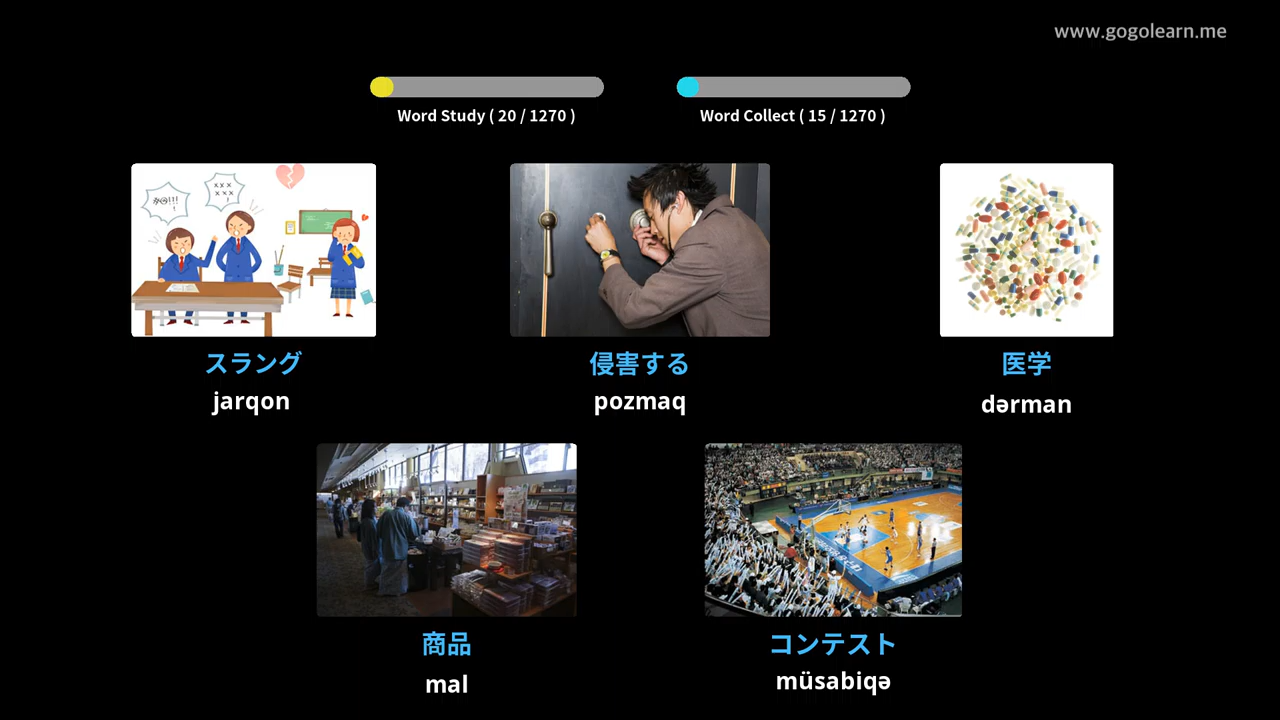 www.gogolearn.me
Word Study ( 20 / 1270 )
Word Collect ( 15 / 1270 )
スラング
jarqon
侵害する
pozmaq
医学
dərman
商品
mal
コンテスト
müsabiqə